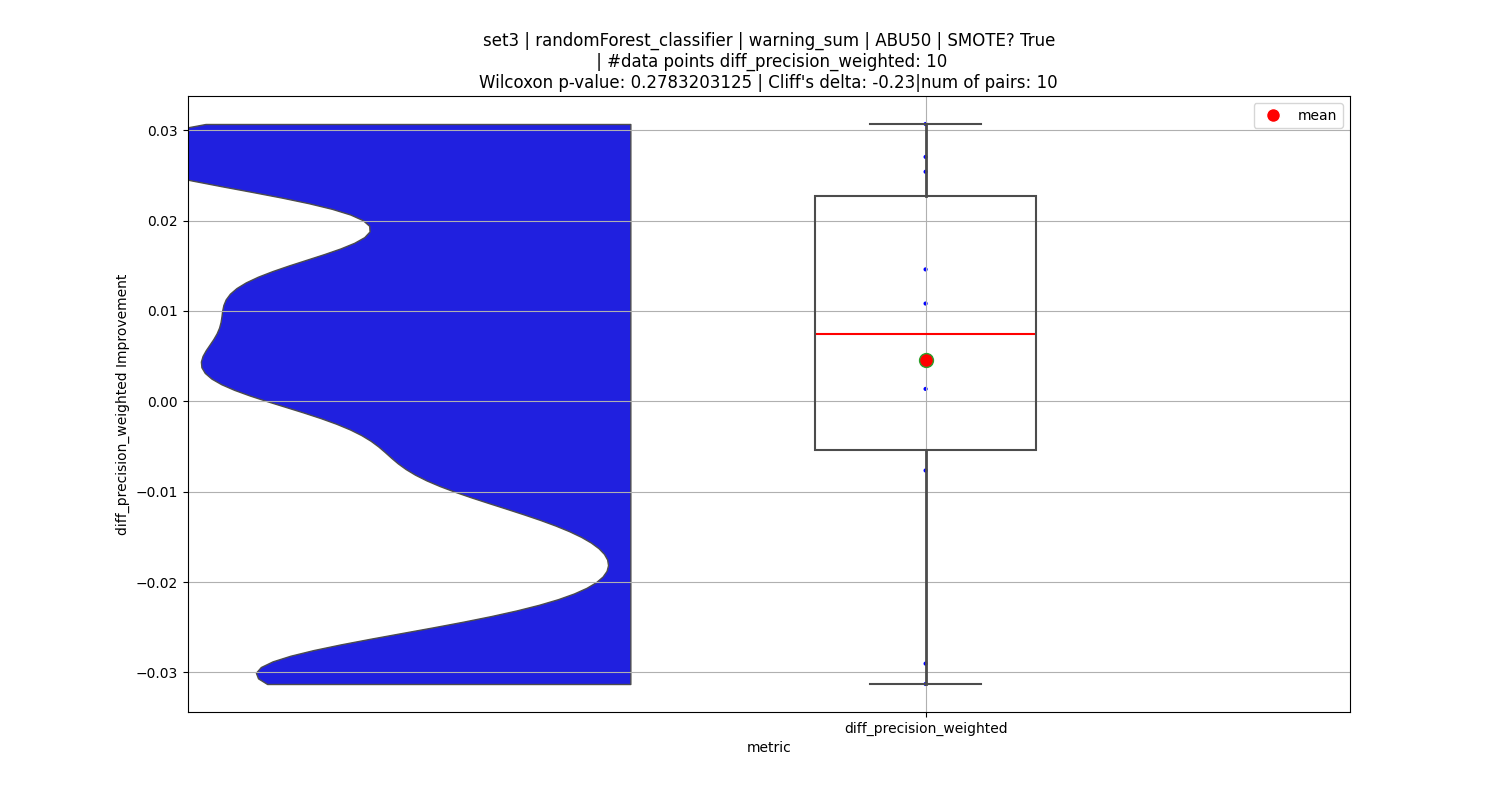 set3 | randomForest_classifier | warning_sum | ABU50 | SMOTE? True
| #data points diff_precision_weighted: 10
Wilcoxon p-value: 0.2783203125 | Cliff's delta: -0.23|num of pairs: 10
mean
0.03
0.02
0.01
0.00
−0.01
−0.02
−0.03
diff_precision_weighted Improvement
diff_precision_weighted
metric